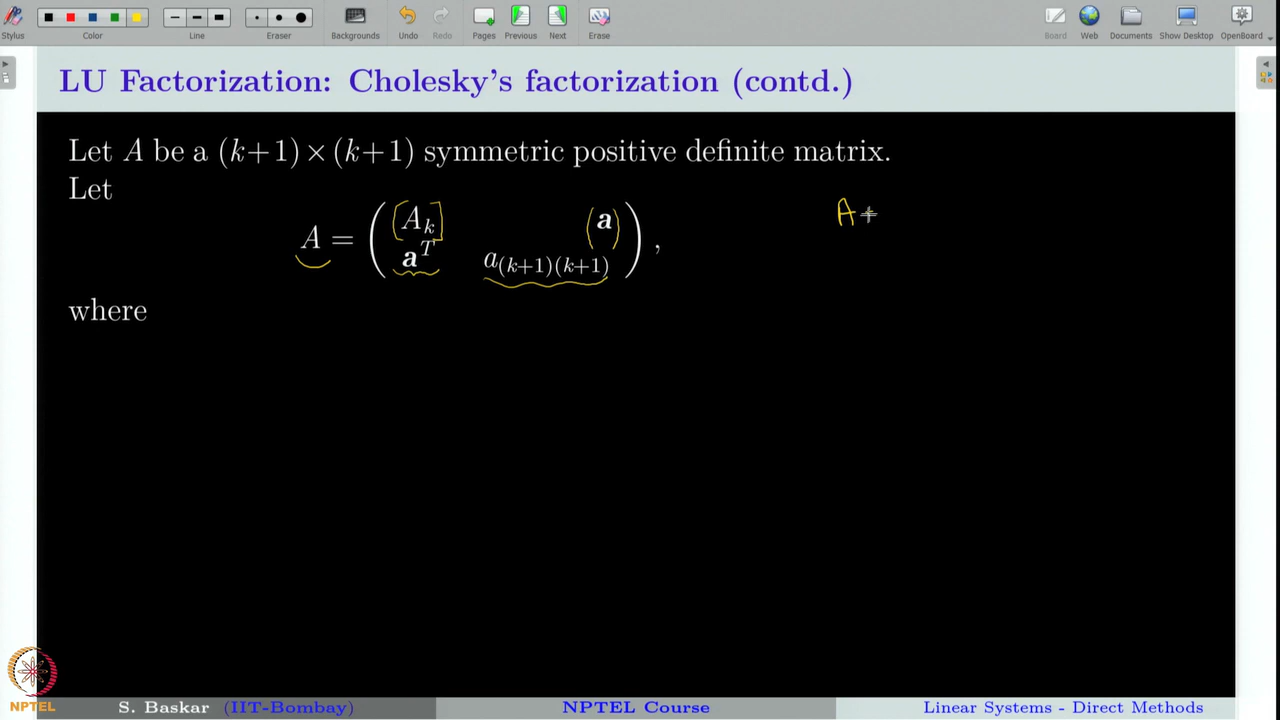 Stylus Color Line Eraser Backgrounds Undo Redo Pages Previous Next Erase Board Web Documents Show Desktop OpenBoard
LU Factorization: Cholesky's factorization (contd.)
Let A be a (k+1)×(k+1) symmetric positive definite matrix.
Let
A = ( A_k a
a^T a_{(k+1)(k+1)} ),
A
where
NPTEL
S. Baskar (IIT-Bombay) NPTEL Course Linear Systems - Direct Methods